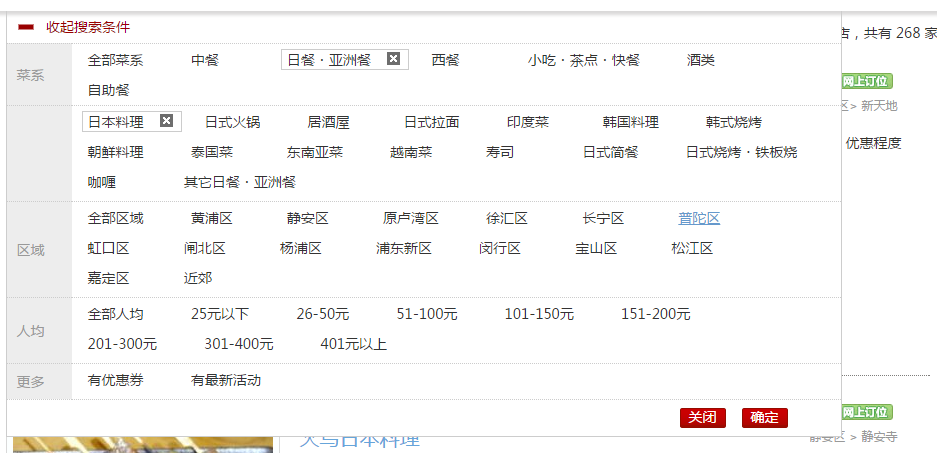 收起搜索条件
店，共有 268 家
菜系
全部菜系 中餐 日餐·亚洲餐 西餐 小吃·茶点·快餐 酒类
自助餐
网上订位
区 > 新天地
日本料理 日式火锅 居酒屋 日式拉面 印度菜 韩国料理 韩式烧烤
优惠程度
朝鲜料理 泰国菜 东南亚菜 越南菜 寿司 日式简餐 日式烧烤·铁板烧
咖喱 其它日餐·亚洲餐
区域
全部区域 黄浦区 静安区 原卢湾区 徐汇区 长宁区 普陀区
虹口区 闸北区 杨浦区 浦东新区 闵行区 宝山区 松江区
嘉定区 近郊
人均
全部人均 25元以下 26-50元 51-100元 101-150元 151-200元
201-300元 301-400元 401元以上
更多
有优惠券 有最新活动
关闭 确定
网上订位
日本料理
静安区 > 静安寺